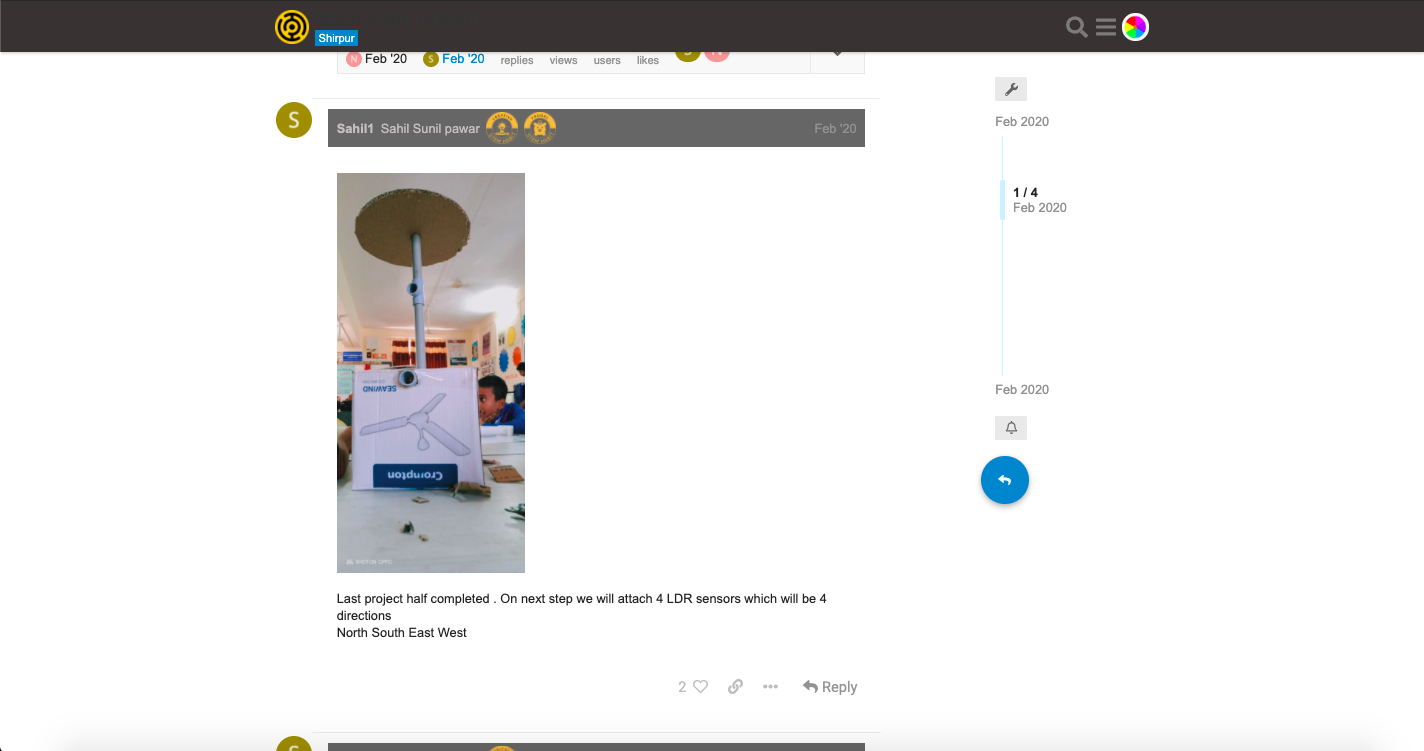 Shirpur
N Feb '20 S Feb '20 replies views users likes
S Sahil1 Sahil Sunil pawar Feb '20
Feb 2020
1 / 4
Feb 2020
SEAWIND
Crompton
Last project half completed . On next step we will attach 4 LDR sensors which will be 4
directions
North South East West
Feb 2020
2 Reply